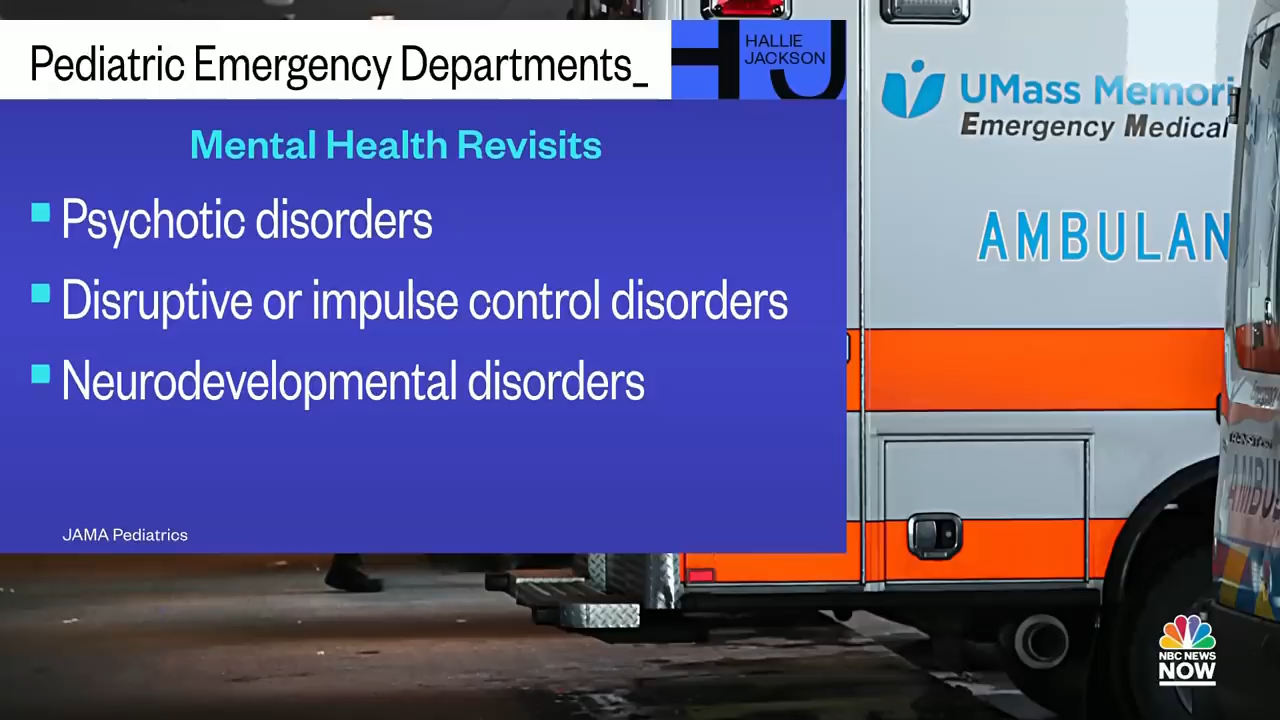 Pediatric Emergency Departments_
HALLIE
JACKSON
Mental Health Revisits
Psychotic disorders
Disruptive or impulse control disorders
Neurodevelopmental disorders
JAMA Pediatrics
UMass Memori
Emergency Medical
AMBULAN
AMBU
NBC NEWS
NOW